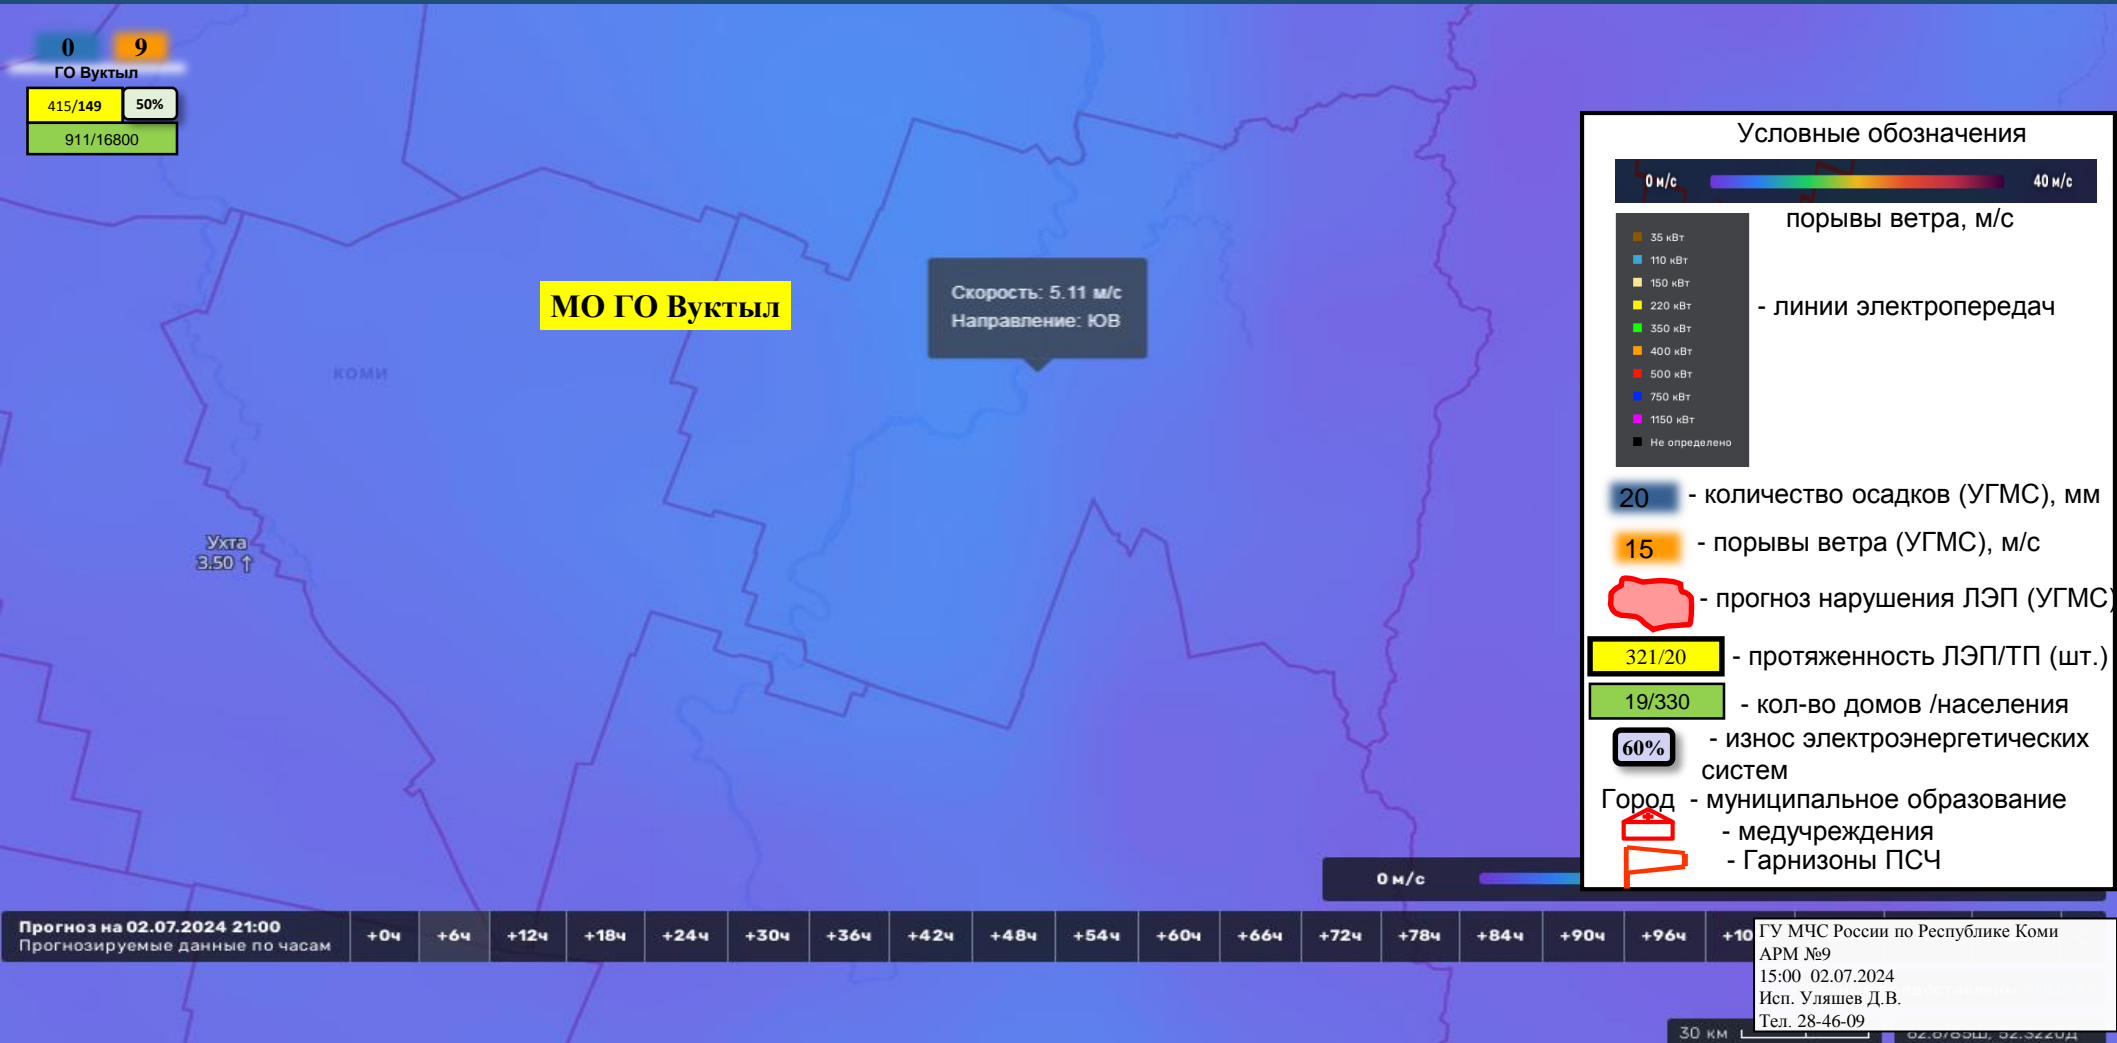 0 9
ГО Вуктыл
415/149 50%
911/16800
МО ГО Вуктыл
Скорость: 5.11 м/с
Направление: ЮВ
КОМИ
Ухта
3.50 ↑
Условные обозначения
0 м/с 40 м/с
порывы ветра, м/с
35 кВт
110 кВт
150 кВт
220 кВт
350 кВт
400 кВт
500 кВт
750 кВт
1150 кВт
Не определено
- линии электропередач
20 - количество осадков (УГМС), мм
15 - порывы ветра (УГМС), м/с
- прогноз нарушения ЛЭП (УГМС)
321/20 - протяженность ЛЭП/ТП (шт.)
19/330 - кол-во домов /населения
60% - износ электроэнергетических
систем
Город - муниципальное образование
- медучреждения
- Гарнизоны ПСЧ
0 м/с
Прогноз на 02.07.2024 21:00
Прогнозируемые данные по часам
+0ч +6ч +12ч +18ч +24ч +30ч +36ч +42ч +48ч +54ч +60ч +66ч +72ч +78ч +84ч +90ч +96ч +10
ГУ МЧС России по Республике Коми
АРМ №9
15:00 02.07.2024
Исп. Уляшев Д.В.
Тел. 28-46-09
30 км